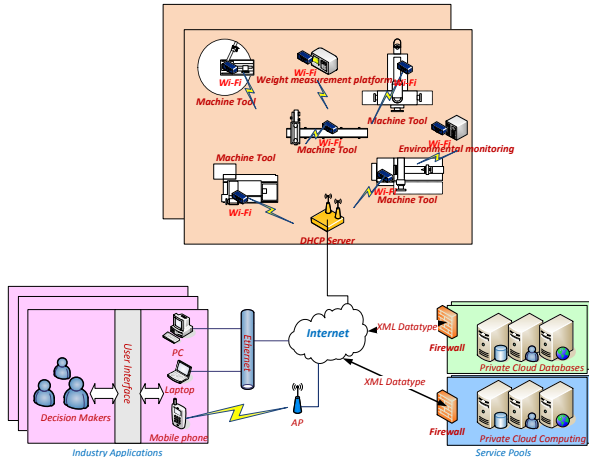 Wi-Fi
Machine Tool
Wi-Fi
Weight measurement platform
Wi-Fi
Machine Tool
Wi-Fi
Machine Tool
Wi-Fi
Environmental monitoring
Machine Tool
Wi-Fi
Wi-Fi
Machine Tool
DHCP Server
Internet
Ethernet
PC
Laptop
Mobile phone
AP
User Interface
Decision Makers
Industry Applications
XML Datatype
Firewall
Private Cloud Databases
XML Datatype
Firewall
Private Cloud Computing
Service Pools